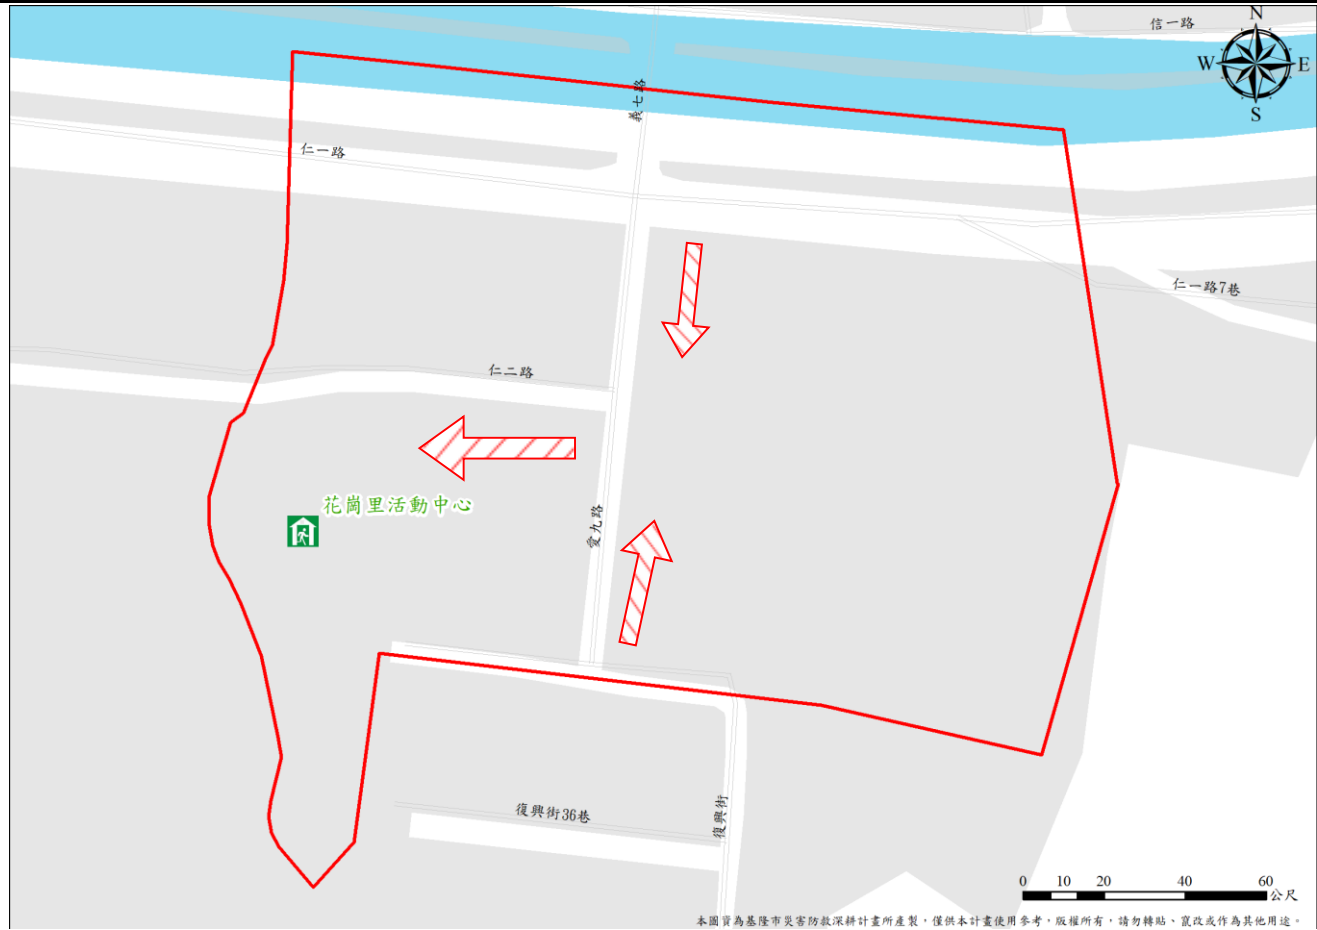 信一路
N
W
E
S
義七路
仁一路
仁一路7巷
仁二路
花崗里活動中心
愛九路
復興街36巷
復興街
0 10 20 40 60
公尺
本圖資為基隆市災害防救深耕計畫所產製，僅供本計畫使用參考，版權所有，請勿轉貼、竄改或作為其他用途。